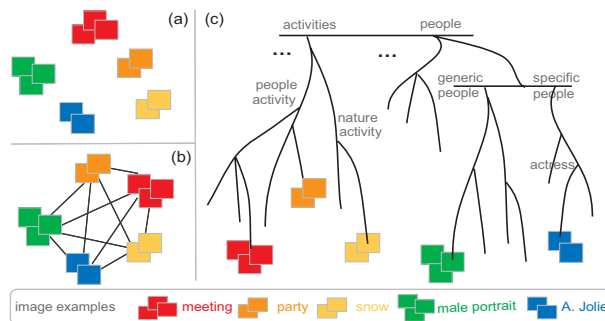 (a)
(b)
(c)
activities
people
...
...
people
activity
nature
activity
generic
people
specific
people
actress
image examples
meeting
party
snow
male portrait
A. Jolie